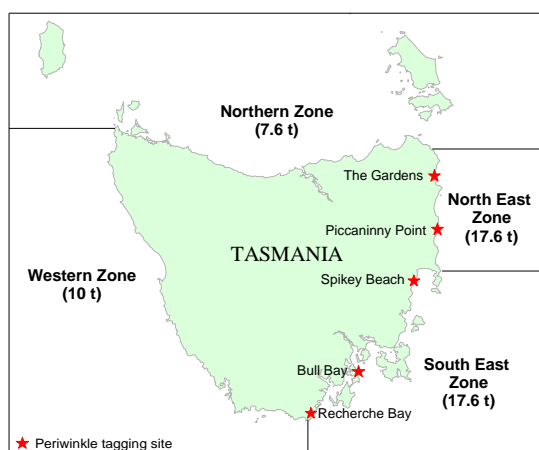 Northern Zone
(7.6 t)
The Gardens
North East
Zone
(17.6 t)
Piccaninny Point
TASMANIA
Western Zone
(10 t)
Spikey Beach
Bull Bay
South East
Zone
(17.6 t)
Recherche Bay
Periwinkle tagging site